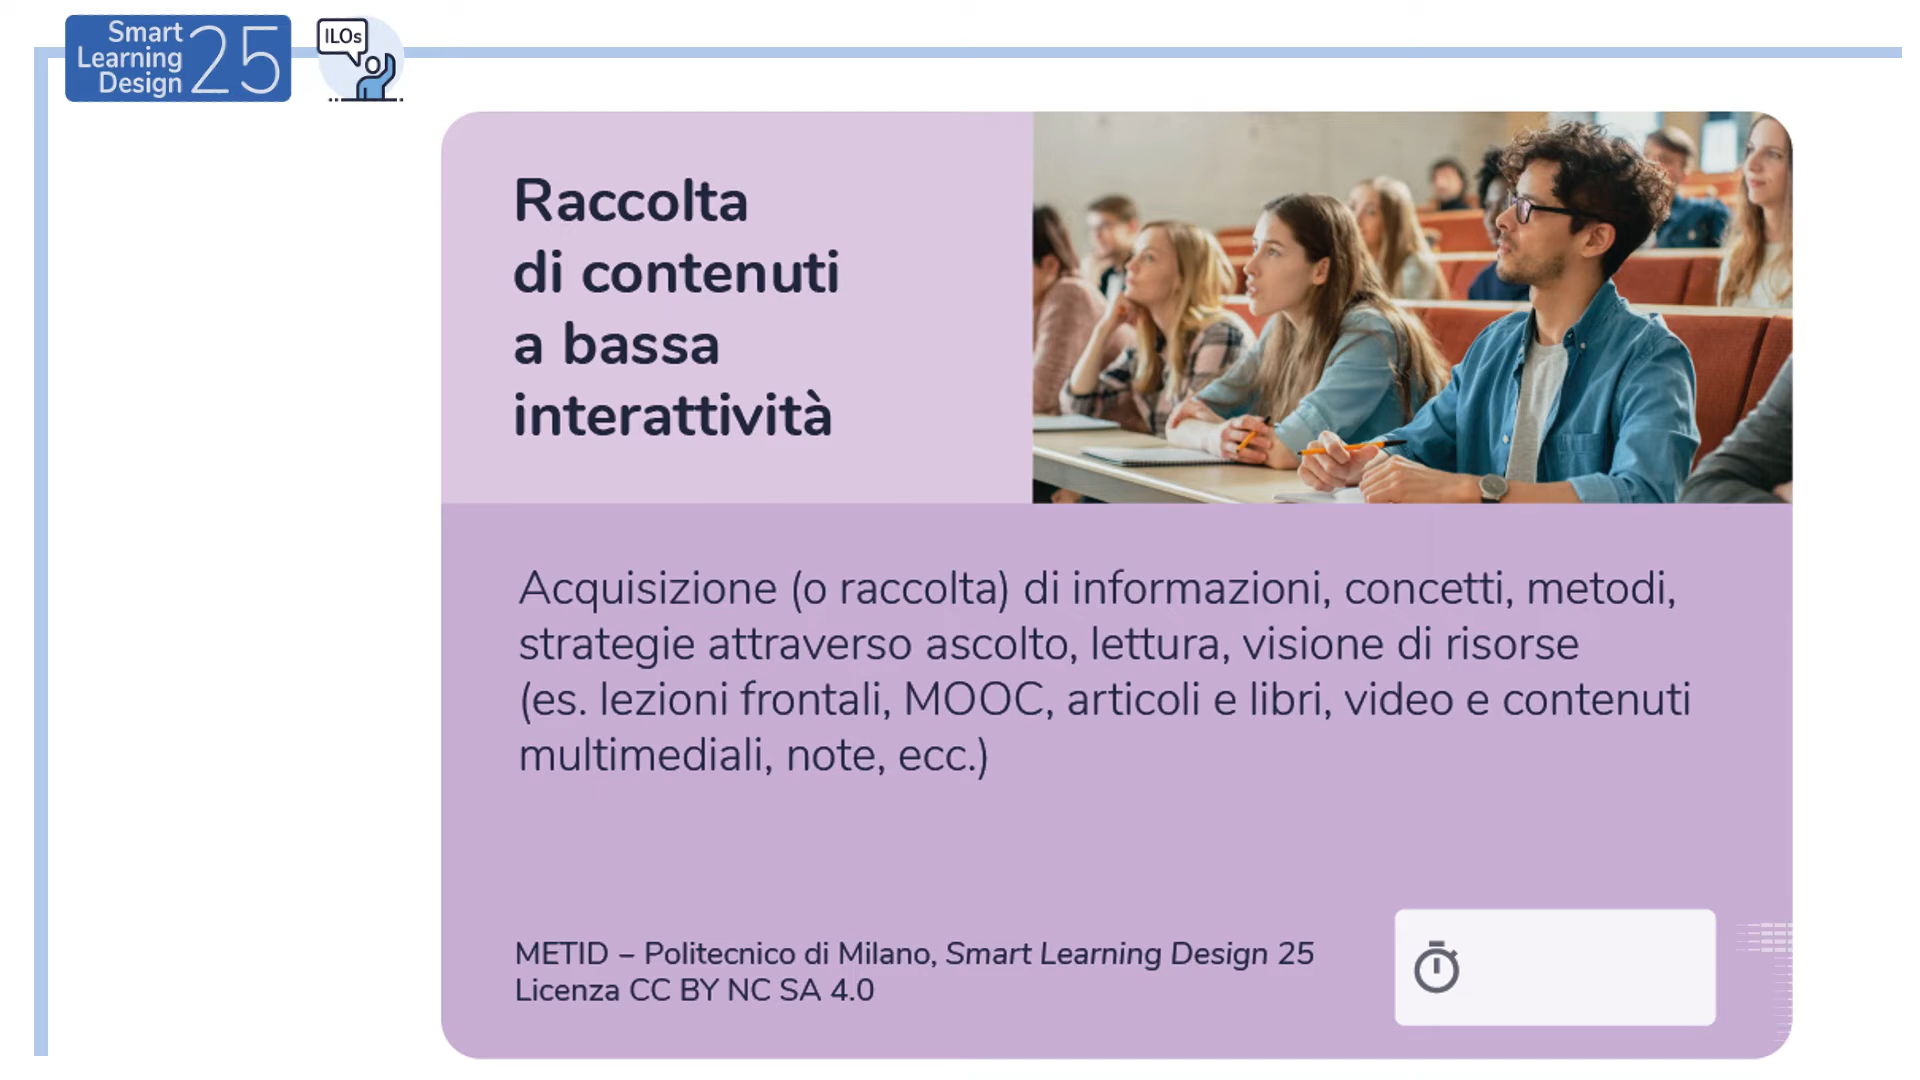 Smart
Learning
Design
25
ILOs
Raccolta
di contenuti
a bassa
interattività
Acquisizione (o raccolta) di informazioni, concetti, metodi,
strategie attraverso ascolto, lettura, visione di risorse
(es. lezioni frontali, MOOC, articoli e libri, video e contenuti
multimediali, note, ecc.)
METID – Politecnico di Milano, Smart Learning Design 25
Licenza CC BY NC SA 4.0